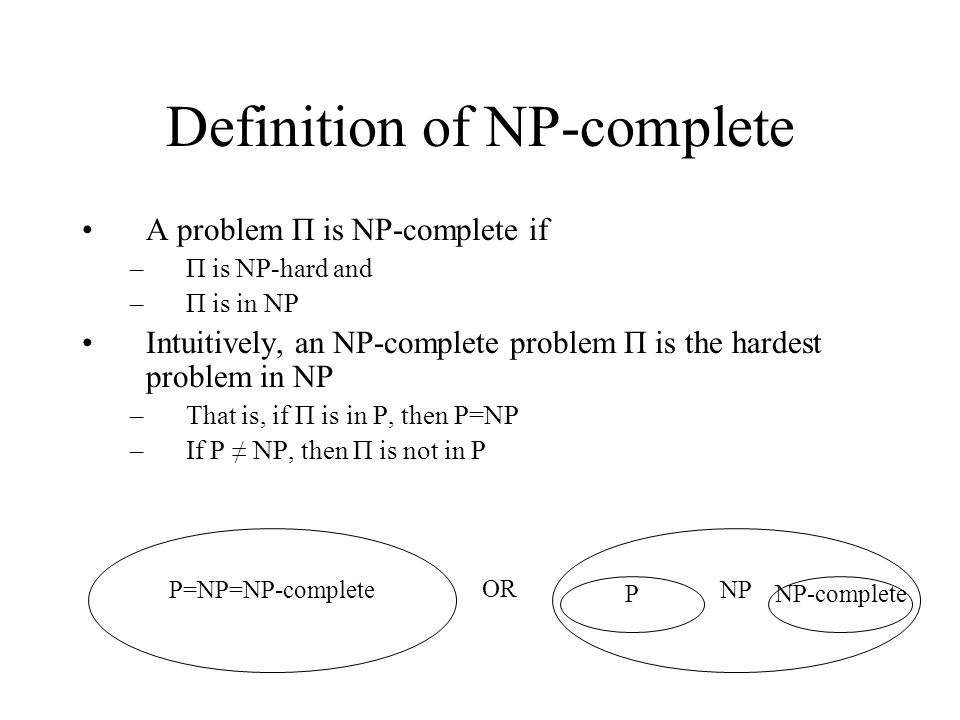 Definition of NP-complete
• A problem Π is NP-complete if
– Π is NP-hard and
– Π is in NP
• Intuitively, an NP-complete problem Π is the hardest
problem in NP
– That is, if Π is in P, then P=NP
– If P ≠ NP, then Π is not in P
P=NP=NP-complete
OR
P
NP
NP-complete